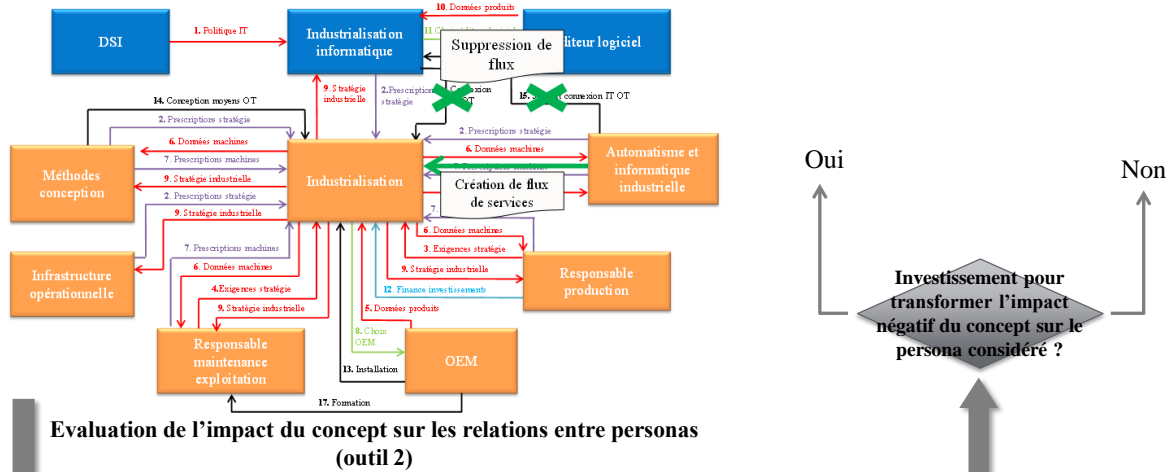 10. Données produits
DSI
1. Politique IT
Industrialisation
informatique
diteur logiciel
11.
Suppression de
flux
14. Conception moyens OT
9. Stratégie
industrielle
2.Prescriptions
stratégie
OT
15.
connexion IT OT
2. Prescriptions stratégie
2. Prescriptions stratégie
6. Données machines
6. Données machines
Méthodes
conception
7. Prescriptions machines
Industrialisation
Automatisme et
informatique
industrielle
9. Stratégie industrielle
Création de flux
de services
2. Prescriptions stratégie
9. Stratégie industrielle
7.
6. Données machines
7. Prescriptions machines
3. Exigences stratégie
Infrastructure
opérationnelle
6. Données machines
9. Stratégie industrielle
Responsable
production
4.Exigences stratégie
12. Finance investissements
9. Stratégie industrielle
5. Données produits
8. Choix
OEM
Responsable
maintenance
exploitation
OEM
13. Installation
17. Formation
Evaluation de l’impact du concept sur les relations entre personas
(outil 2)
Oui
Non
Investissement pour
transformer l’impact
négatif du concept sur le
persona considéré ?